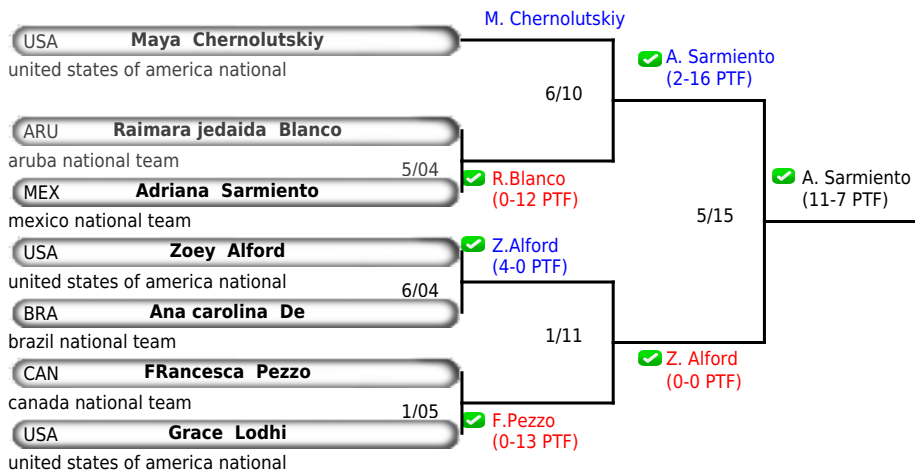 M. Chernolutskiy
USA Maya Chernolutskiy
united states of america national
A. Sarmiento
(2-16 PTF)
6/10
ARU Raimara jedaida Blanco
aruba national team
5/04
R.Blanco
(0-12 PTF)
MEX Adriana Sarmiento
mexico national team
A. Sarmiento
(11-7 PTF)
5/15
USA Zoey Alford
united states of america national
Z.Alford
(4-0 PTF)
6/04
BRA Ana carolina De
brazil national team
1/11
Z. Alford
(0-0 PTF)
CAN FRancesca Pezzo
canada national team
1/05
F.Pezzo
(0-13 PTF)
USA Grace Lodhi
united states of america national